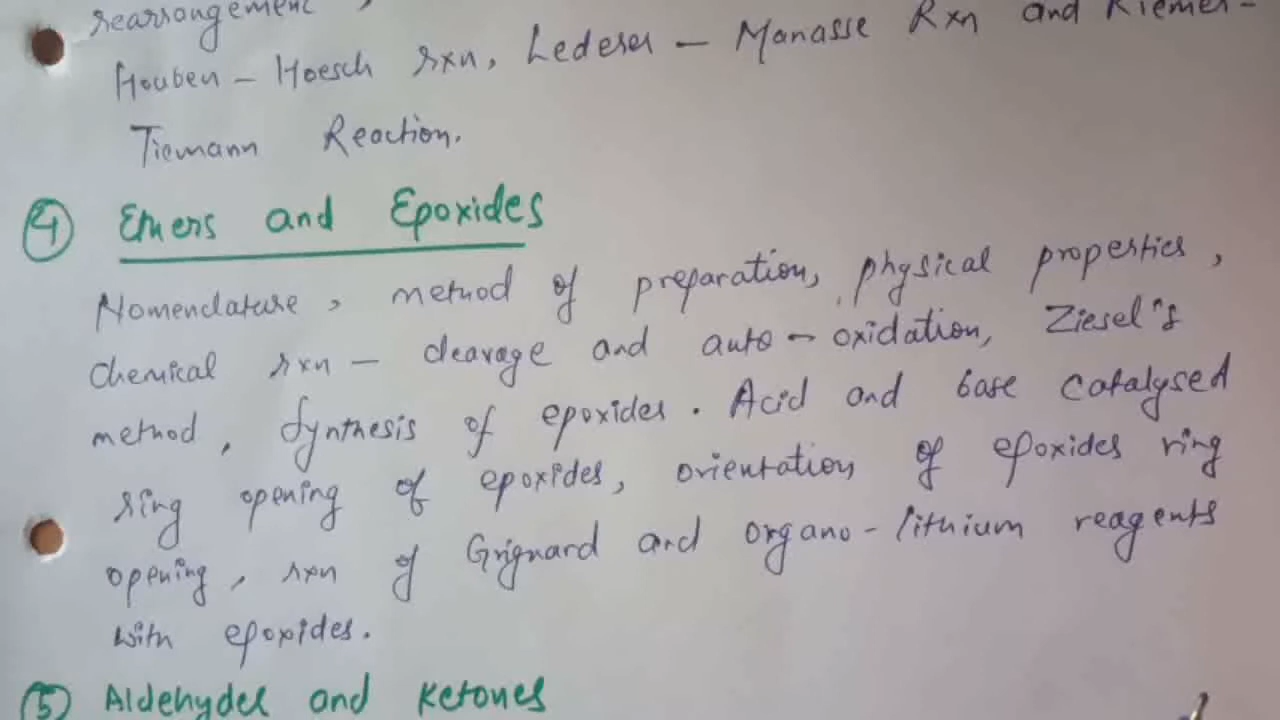 rearrangement,
Houben - Hoesch rxn, Lederer - Manasse Rxn and Riemer-
Tiemann Reaction.
④ Ethers and Epoxides
Nomenclature, method of preparation, physical properties,
Chemical rxn - cleavage and auto-oxidation, Ziesel's
method, Synthesis of epoxides. Acid and base Catalysed
ring opening of epoxides, orientation of epoxides ring
opening, rxn of Grignard and organo-lithium reagents
with epoxides.
⑤ Aldehydes and Ketones